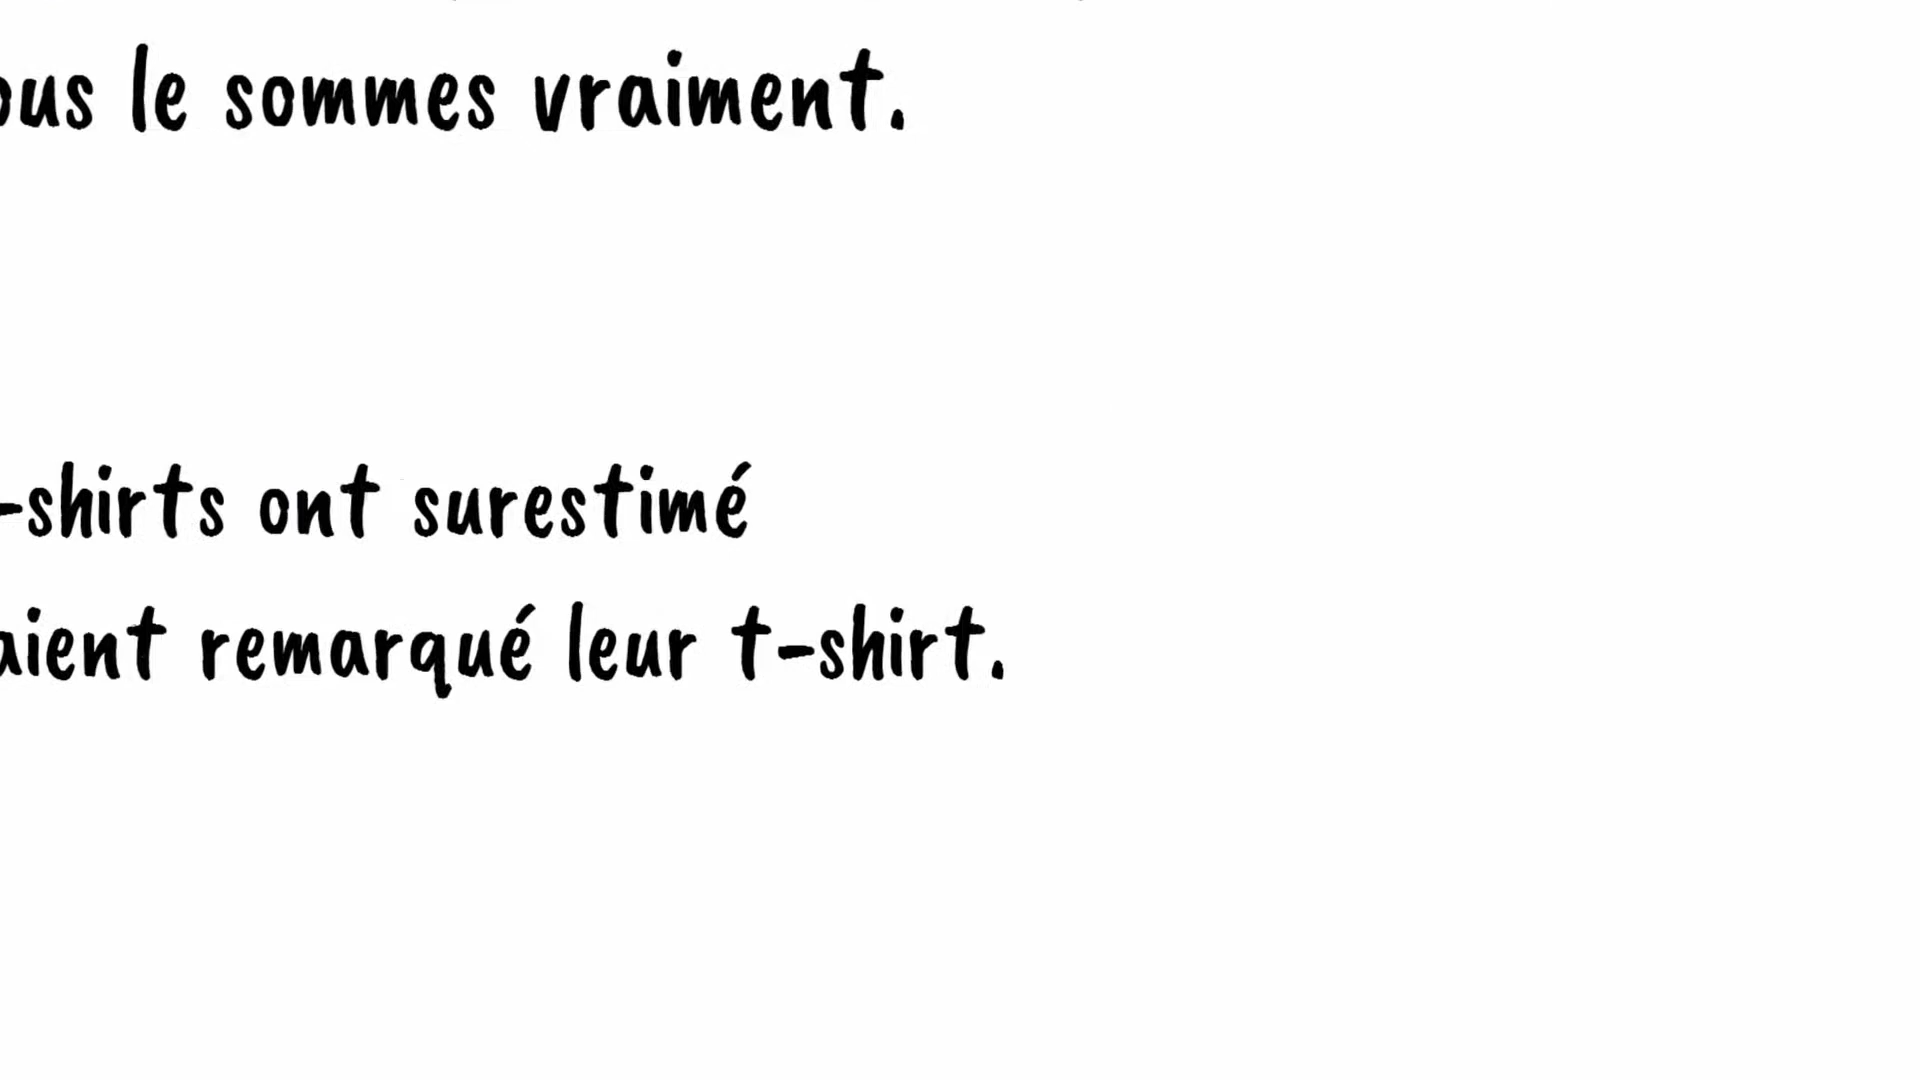 ous le sommes vraiment.
-shirts ont surestimé
aient remarqué leur t-shirt.